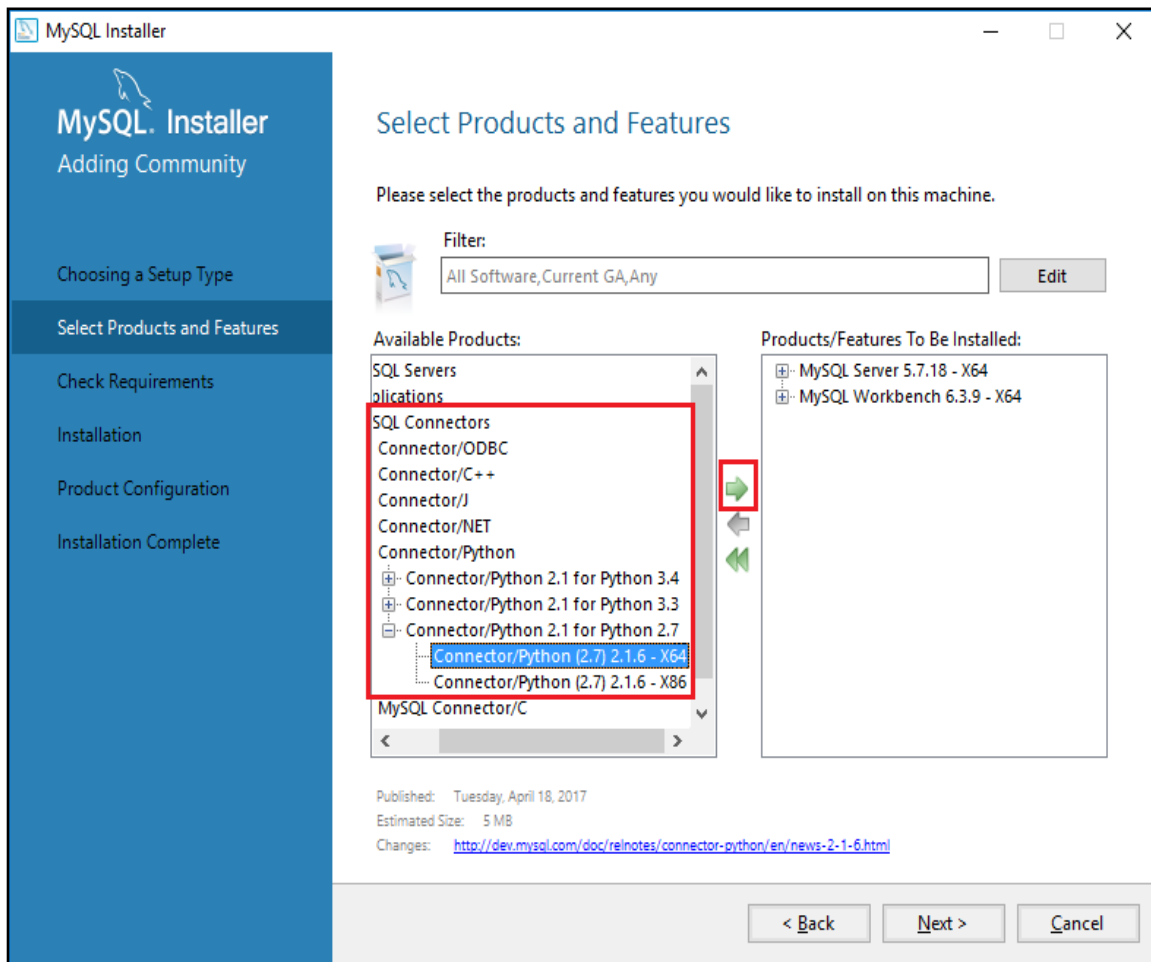 MySQL Installer
MySQL. Installer
Adding Community
Choosing a Setup Type
Select Products and Features
Check Requirements
Installation
Product Configuration
Installation Complete
Select Products and Features
Please select the products and features you would like to install on this machine.
Filter:
All Software,Current GA,Any
Edit
Available Products:
SQL Servers
plications
SQL Connectors
Connector/ODBC
Connector/C++
Connector/J
Connector/NET
Connector/Python
Connector/Python 2.1 for Python 3.4
Connector/Python 2.1 for Python 3.3
Connector/Python 2.1 for Python 2.7
Connector/Python (2.7) 2.1.6 - X64
Connector/Python (2.7) 2.1.6 - X86
MySQL Connector/C
Products/Features To Be Installed:
MySQL Server 5.7.18 - X64
MySQL Workbench 6.3.9 - X64
Published: Tuesday, April 18, 2017
Estimated Size: 5 MB
Changes: http://dev.mysql.com/doc/relnotes/connector-python/en/news-2-1-6.html
< Back
Next >
Cancel